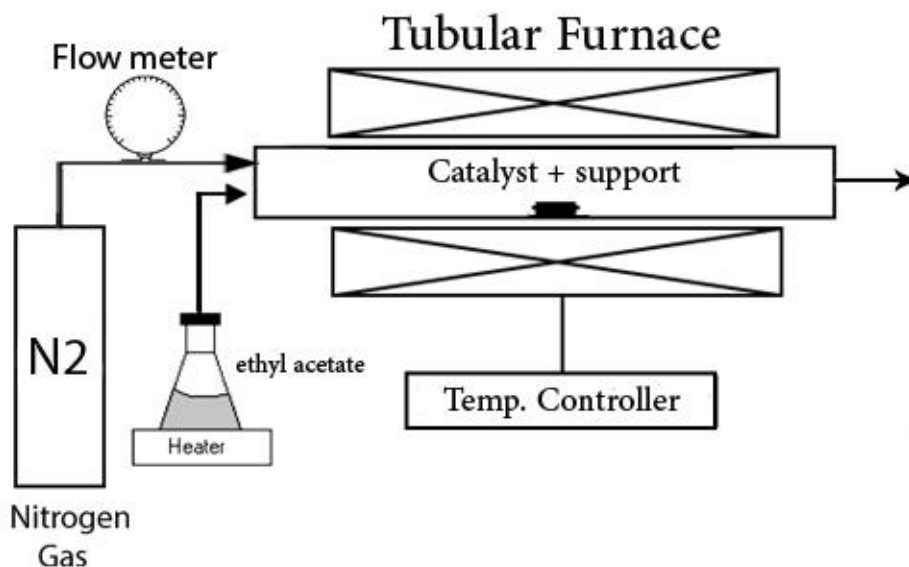 Tubular Furnace
Flow meter
Catalyst + support
N2
ethyl acetate
Heater
Temp. Controller
Nitrogen
Gas